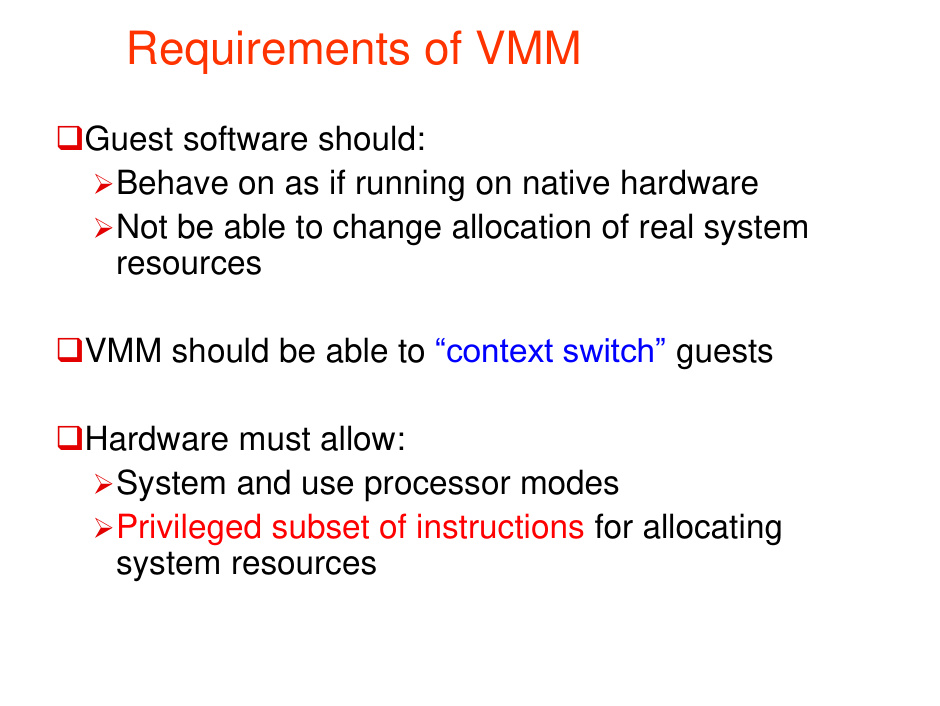 Requirements of VMM
Guest software should:
Behave on as if running on native hardware
Not be able to change allocation of real system
resources
VMM should be able to “context switch” guests
Hardware must allow:
System and use processor modes
Privileged subset of instructions for allocating
system resources